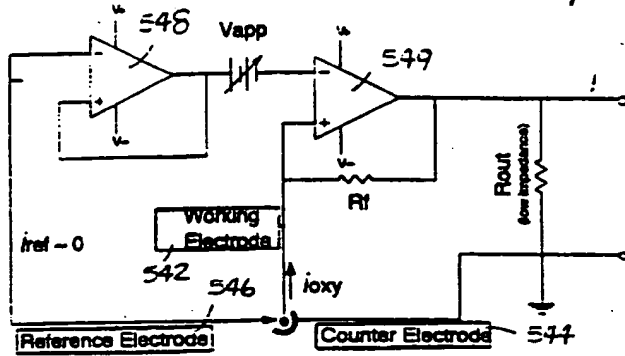 V+
548
Vapp
V+
549
V-
V-
Rf
Rout
(low impedance)
Working
Electrode
542
iref ~ 0
546
ioxy
Reference Electrode
Counter Electrode
544